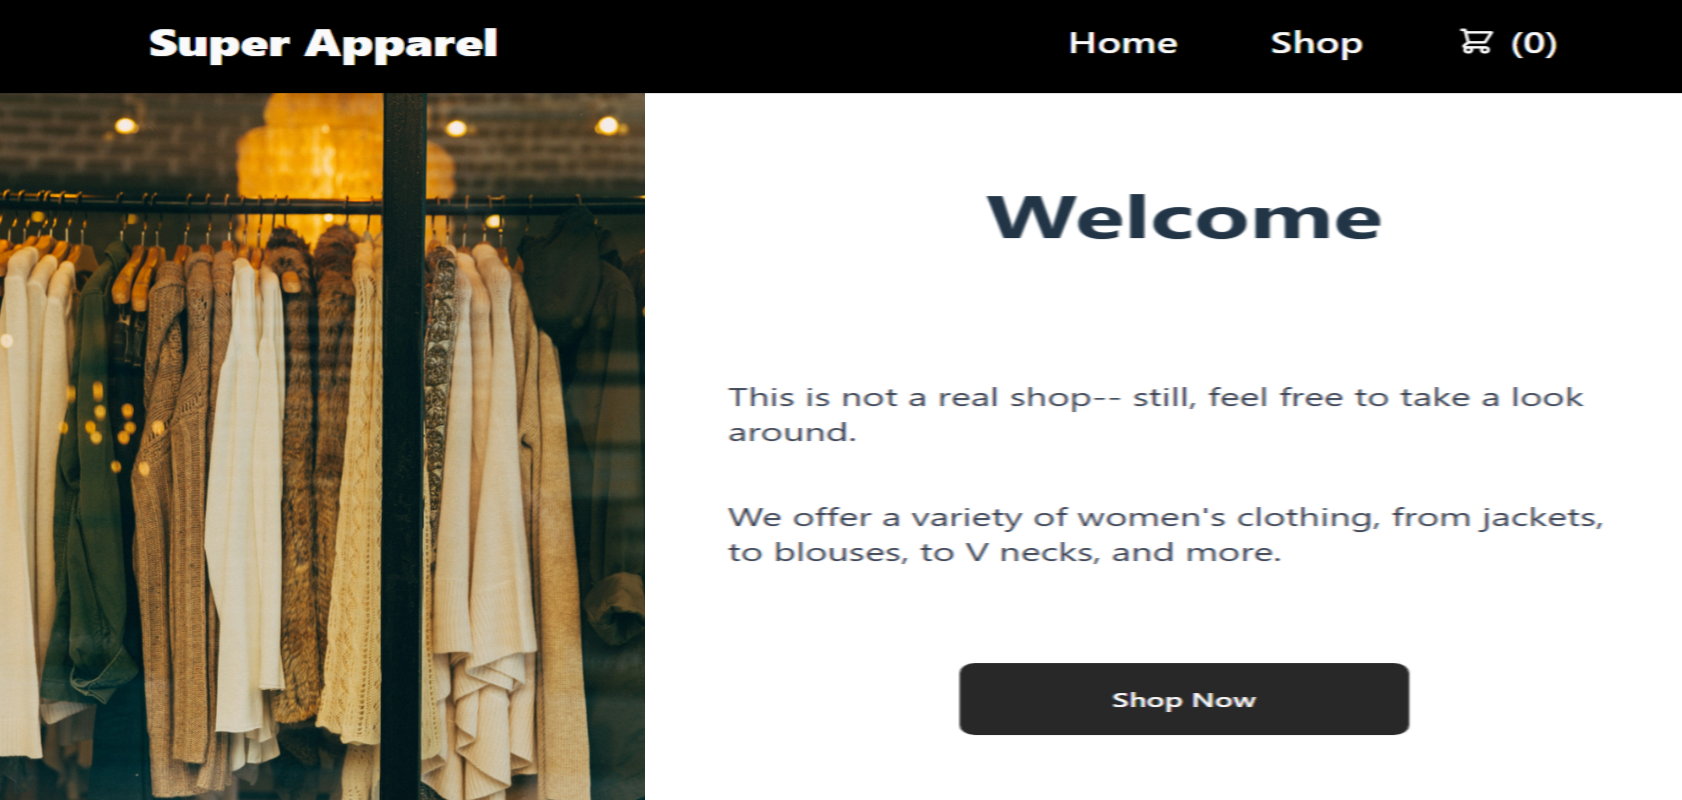 Super Apparel
Home
Shop
(0)
Welcome
This is not a real shop-- still, feel free to take a look
around.
We offer a variety of women's clothing, from jackets,
to blouses, to V necks, and more.
Shop Now